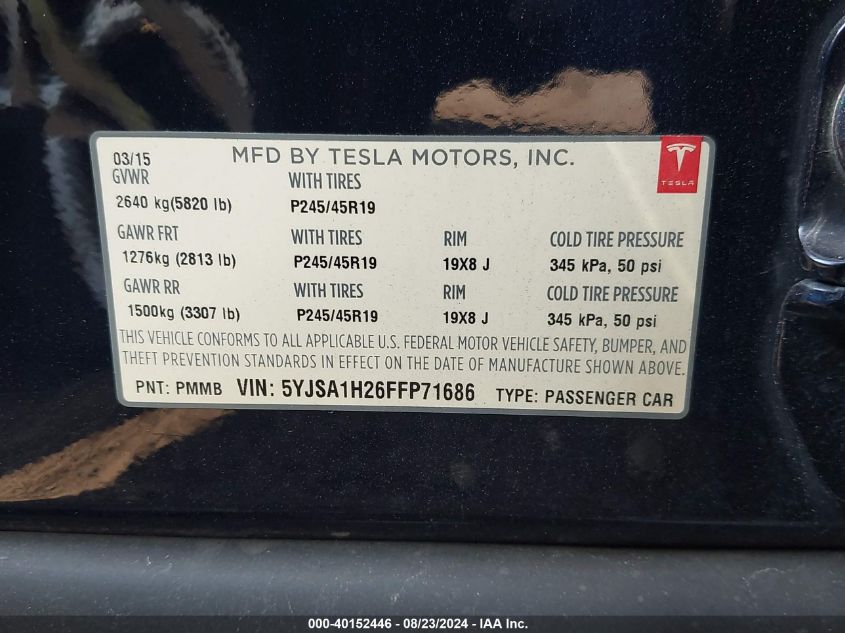 03/15 MFD BY TESLA MOTORS, INC.
TESLA
GVWR WITH TIRES
2640 kg(5820 lb) P245/45R19
GAWR FRT WITH TIRES RIM COLD TIRE PRESSURE
1276kg (2813 lb) P245/45R19 19X8 J 345 kPa, 50 psi
GAWR RR WITH TIRES RIM COLD TIRE PRESSURE
1500kg (3307 lb) P245/45R19 19X8 J 345 kPa, 50 psi
THIS VEHICLE CONFORMS TO ALL APPLICABLE U.S. FEDERAL MOTOR VEHICLE SAFETY, BUMPER, AND
THEFT PREVENTION STANDARDS IN EFFECT ON THE DATE OF MANUFACTURE SHOWN ABOVE.
PNT: PMMB VIN: 5YJSA1H26FFP71686 TYPE: PASSENGER CAR
000-40152446 - 08/23/2024 - IAA Inc.